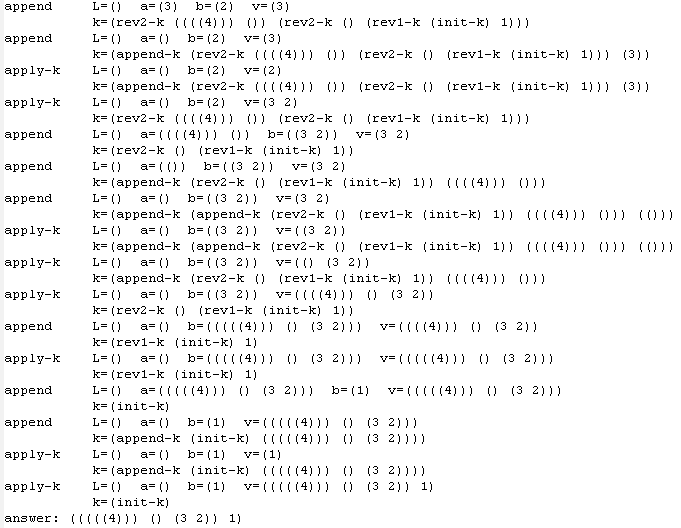 append L=() a=(3) b=(2) v=(3)
k=(rev2-k ((((4))) ()) (rev2-k () (rev1-k (init-k) 1)))
append L=() a=() b=(2) v=(3)
k=(append-k (rev2-k ((((4))) ()) (rev2-k () (rev1-k (init-k) 1))) (3))
apply-k L=() a=() b=(2) v=(2)
k=(append-k (rev2-k ((((4))) ()) (rev2-k () (rev1-k (init-k) 1))) (3))
apply-k L=() a=() b=(2) v=(3 2)
k=(rev2-k ((((4))) ()) (rev2-k () (rev1-k (init-k) 1)))
append L=() a=((((4))) ()) b=((3 2)) v=(3 2)
k=(rev2-k () (rev1-k (init-k) 1))
append L=() a=(()) b=((3 2)) v=(3 2)
k=(append-k (rev2-k () (rev1-k (init-k) 1)) ((((4))) ()))
append L=() a=() b=((3 2)) v=(3 2)
k=(append-k (append-k (rev2-k () (rev1-k (init-k) 1)) ((((4))) ())) (()))
apply-k L=() a=() b=((3 2)) v=((3 2))
k=(append-k (append-k (rev2-k () (rev1-k (init-k) 1)) ((((4))) ())) (()))
apply-k L=() a=() b=((3 2)) v=(() (3 2))
k=(append-k (rev2-k () (rev1-k (init-k) 1)) ((((4))) ()))
apply-k L=() a=() b=((3 2)) v=((((4))) () (3 2))
k=(rev2-k () (rev1-k (init-k) 1))
append L=() a=() b=(((((4))) () (3 2))) v=((((4))) () (3 2))
k=(rev1-k (init-k) 1)
apply-k L=() a=() b=(((((4))) () (3 2))) v=(((((4))) () (3 2)))
k=(rev1-k (init-k) 1)
append L=() a=(((((4))) () (3 2))) b=(1) v=(((((4))) () (3 2)))
k=(init-k)
append L=() a=() b=(1) v=(((((4))) () (3 2)))
k=(append-k (init-k) (((((4))) () (3 2))))
apply-k L=() a=() b=(1) v=(1)
k=(append-k (init-k) (((((4))) () (3 2))))
apply-k L=() a=() b=(1) v=(((((4))) () (3 2)) 1)
k=(init-k)
answer: (((((4))) () (3 2)) 1)